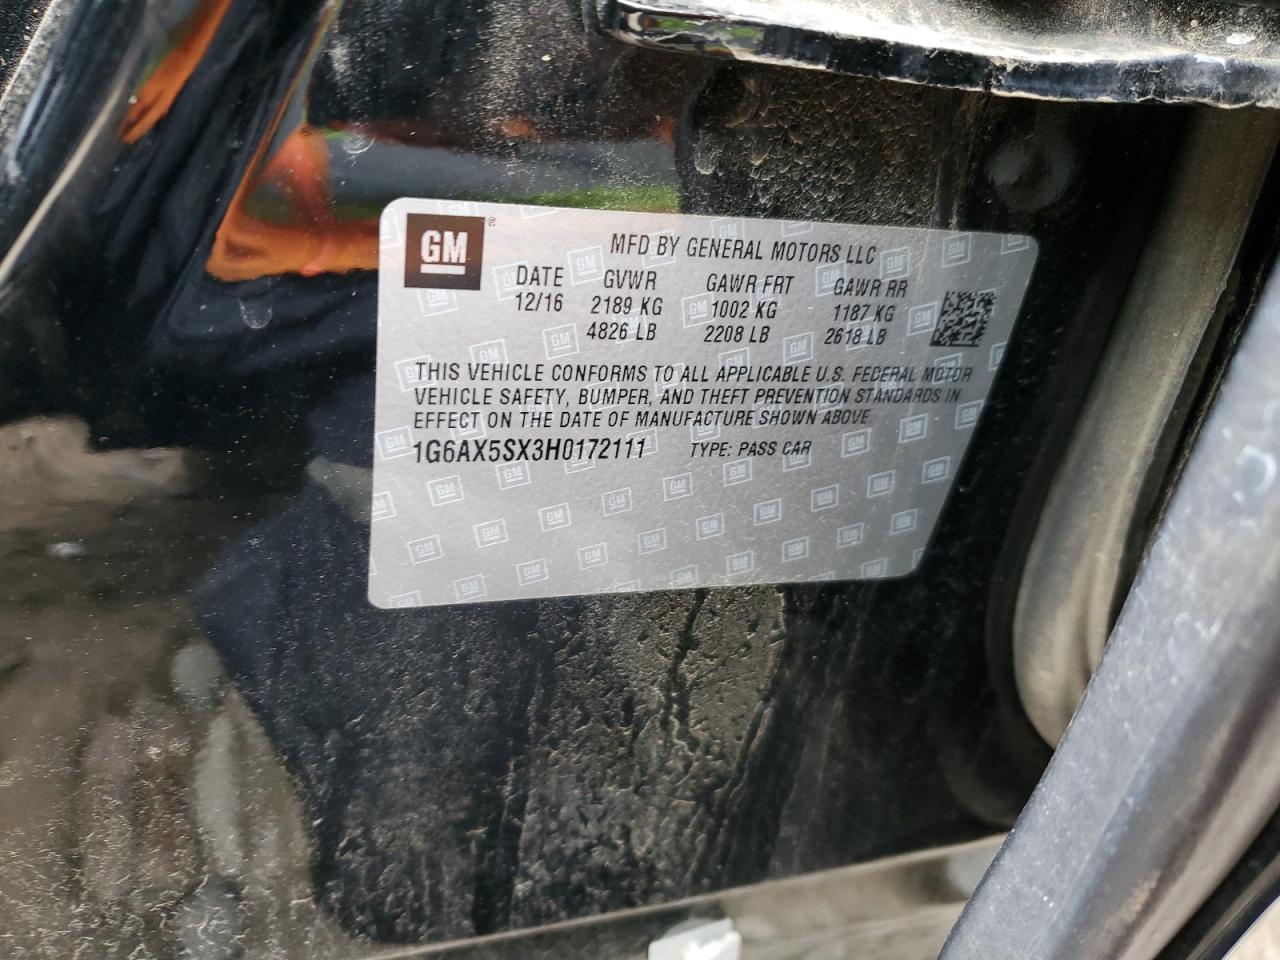 GM ®
MFD BY GENERAL MOTORS LLC
DATE GVWR GAWR FRT GAWR RR
12/16 2189 KG 1002 KG 1187 KG
4826 LB 2208 LB 2618 LB
THIS VEHICLE CONFORMS TO ALL APPLICABLE U.S. FEDERAL MOTOR
VEHICLE SAFETY, BUMPER, AND THEFT PREVENTION STANDARDS IN
EFFECT ON THE DATE OF MANUFACTURE SHOWN ABOVE
1G6AX5SX3H0172111 TYPE: PASS CAR